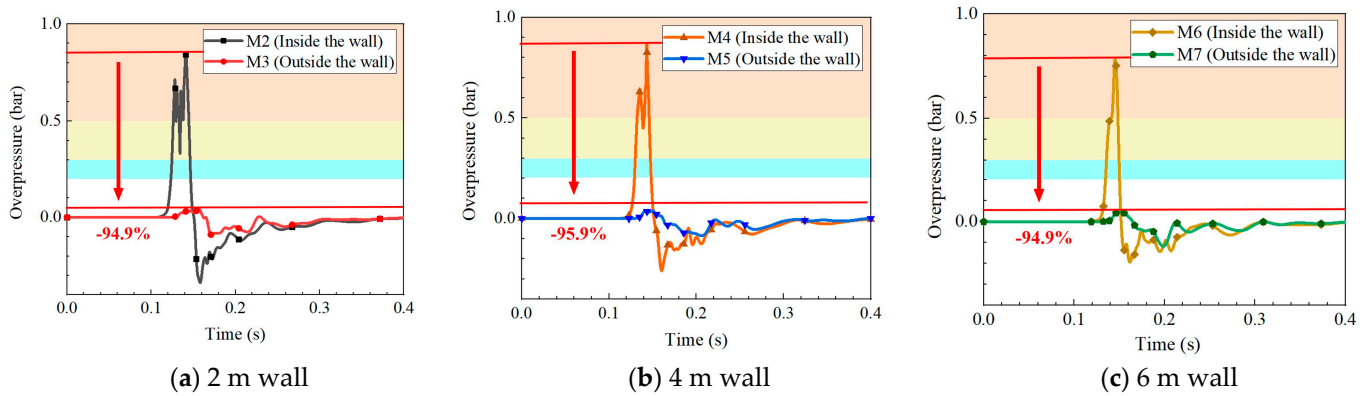 1.0
0.5
0.0
Overpressure (bar)
M2 (Inside the wall)
M3 (Outside the wall)
-94.9%
0.0 0.1 0.2 0.3 0.4
Time (s)
(a) 2 m wall
1.0
0.5
0.0
Overpressure (bar)
M4 (Inside the wall)
M5 (Outside the wall)
-95.9%
0.0 0.1 0.2 0.3 0.4
Time (s)
(b) 4 m wall
1.0
0.5
0.0
Overpressure (bar)
M6 (Inside the wall)
M7 (Outside the wall)
-94.9%
0.0 0.1 0.2 0.3 0.4
Time (s)
(c) 6 m wall